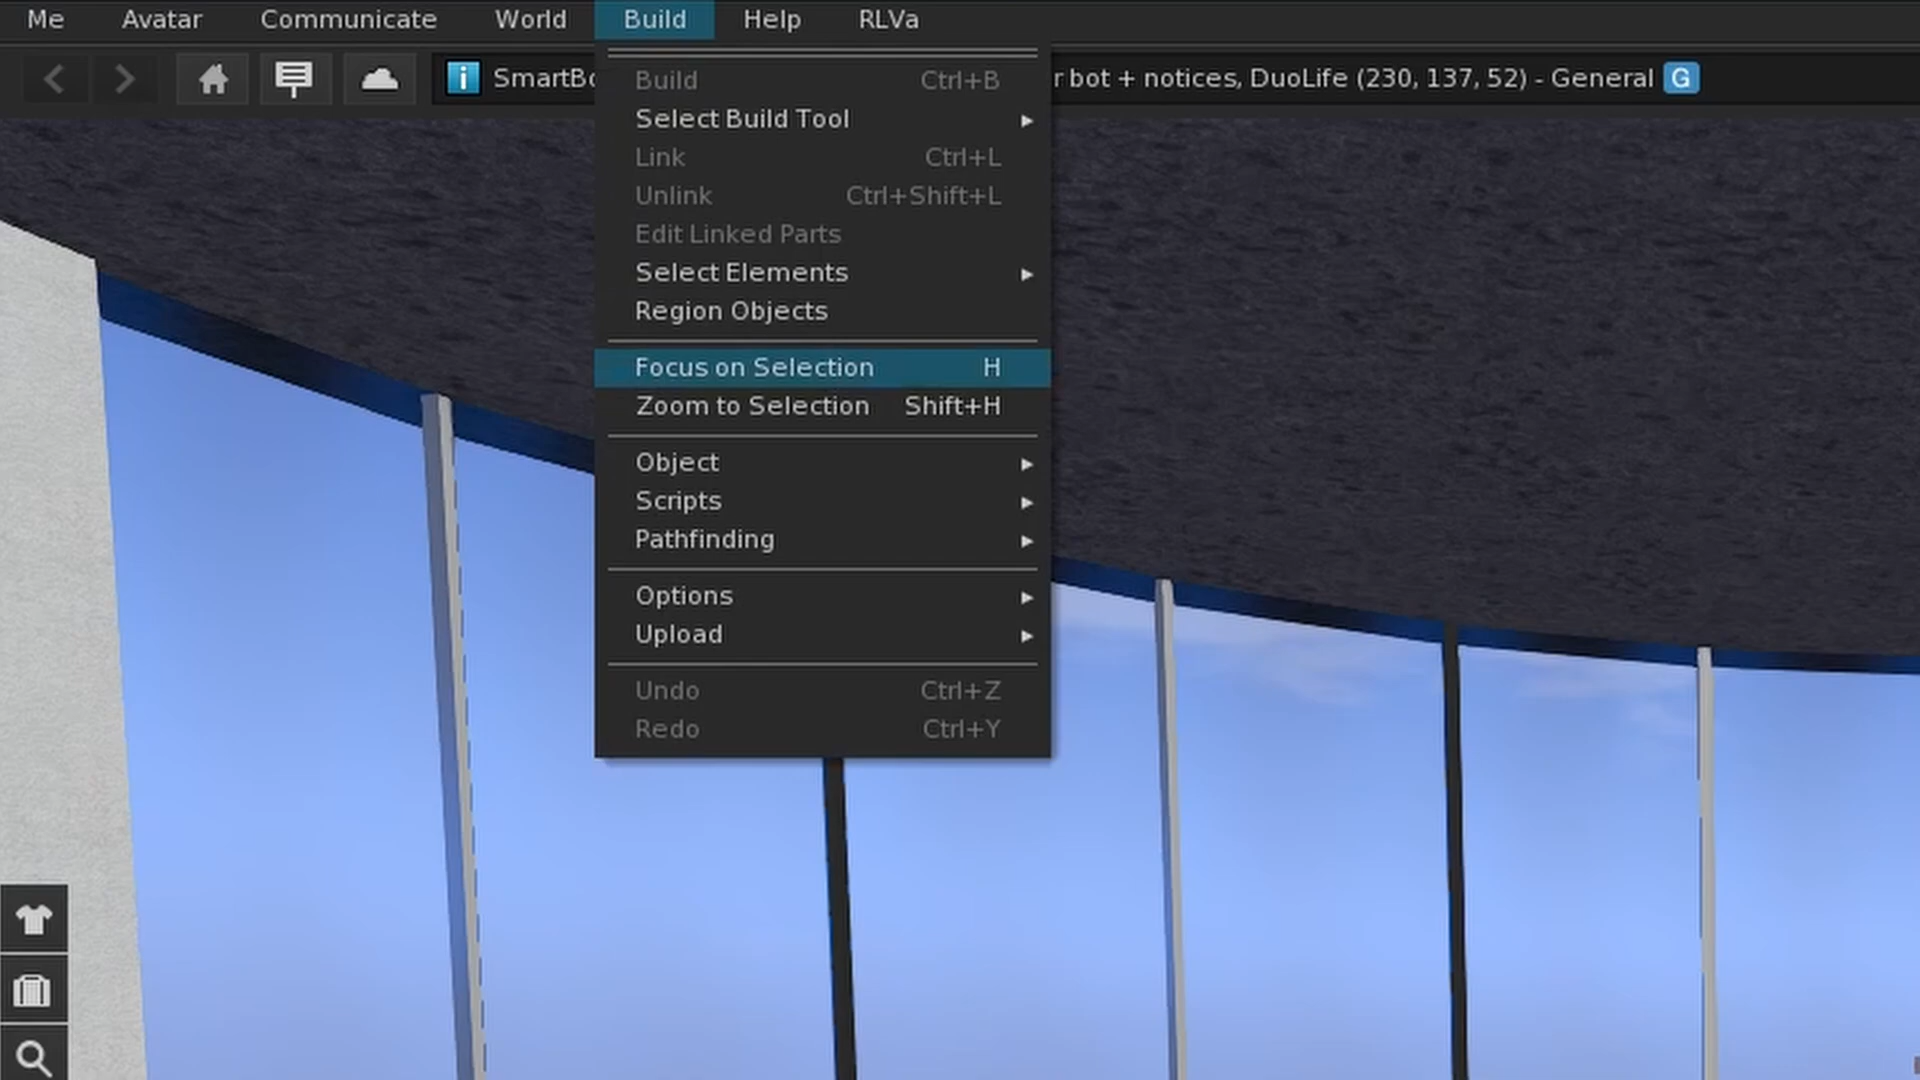 Me Avatar Communicate World Build Help RLVa
SmartBo r bot + notices, DuoLife (230, 137, 52) - General G
Build Ctrl+B
Select Build Tool
Link Ctrl+L
Unlink Ctrl+Shift+L
Edit Linked Parts
Select Elements
Region Objects
Focus on Selection H
Zoom to Selection Shift+H
Object
Scripts
Pathfinding
Options
Upload
Undo Ctrl+Z
Redo Ctrl+Y